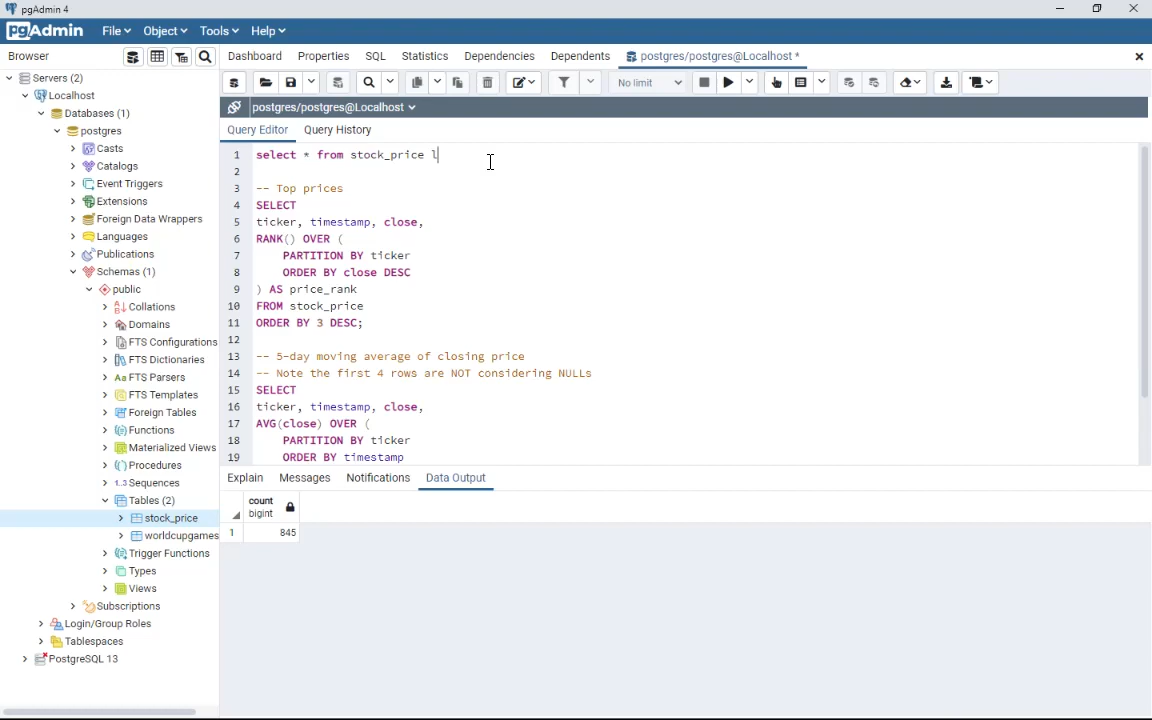 pgAdmin 4
pgAdmin File Object Tools Help
Browser Dashboard Properties SQL Statistics Dependencies Dependents postgres/postgres@Localhost *
Servers (2)
Localhost
Databases (1)
postgres
Casts
Catalogs
Event Triggers
Extensions
Foreign Data Wrappers
Languages
Publications
Schemas (1)
public
Collations
Domains
FTS Configurations
FTS Dictionaries
Aa FTS Parsers
FTS Templates
Foreign Tables
Functions
Materialized Views
Procedures
1..3 Sequences
Tables (2)
stock_price
worldcupgames
Trigger Functions
Types
Views
Subscriptions
Login/Group Roles
Tablespaces
PostgreSQL 13
No limit
postgres/postgres@Localhost
Query Editor Query History
1 select * from stock_price l
2
3 -- Top prices
4 SELECT
5 ticker, timestamp, close,
6 RANK() OVER (
7 PARTITION BY ticker
8 ORDER BY close DESC
9 ) AS price_rank
10 FROM stock_price
11 ORDER BY 3 DESC;
12
13 -- 5-day moving average of closing price
14 -- Note the first 4 rows are NOT considering NULLs
15 SELECT
16 ticker, timestamp, close,
17 AVG(close) OVER (
18 PARTITION BY ticker
19 ORDER BY timestamp
Explain Messages Notifications Data Output
count
bigint
1 845